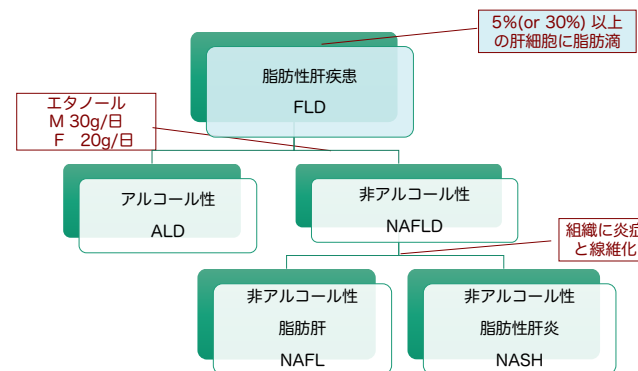 5%(or 30%) 以上
の肝細胞に脂肪滴
脂肪性肝疾患
FLD
エタノール
M 30g/日
F 20g/日
アルコール性
ALD
非アルコール性
NAFLD
組織に炎症
と線維化
非アルコール性
脂肪肝
NAFL
非アルコール性
脂肪性肝炎
NASH